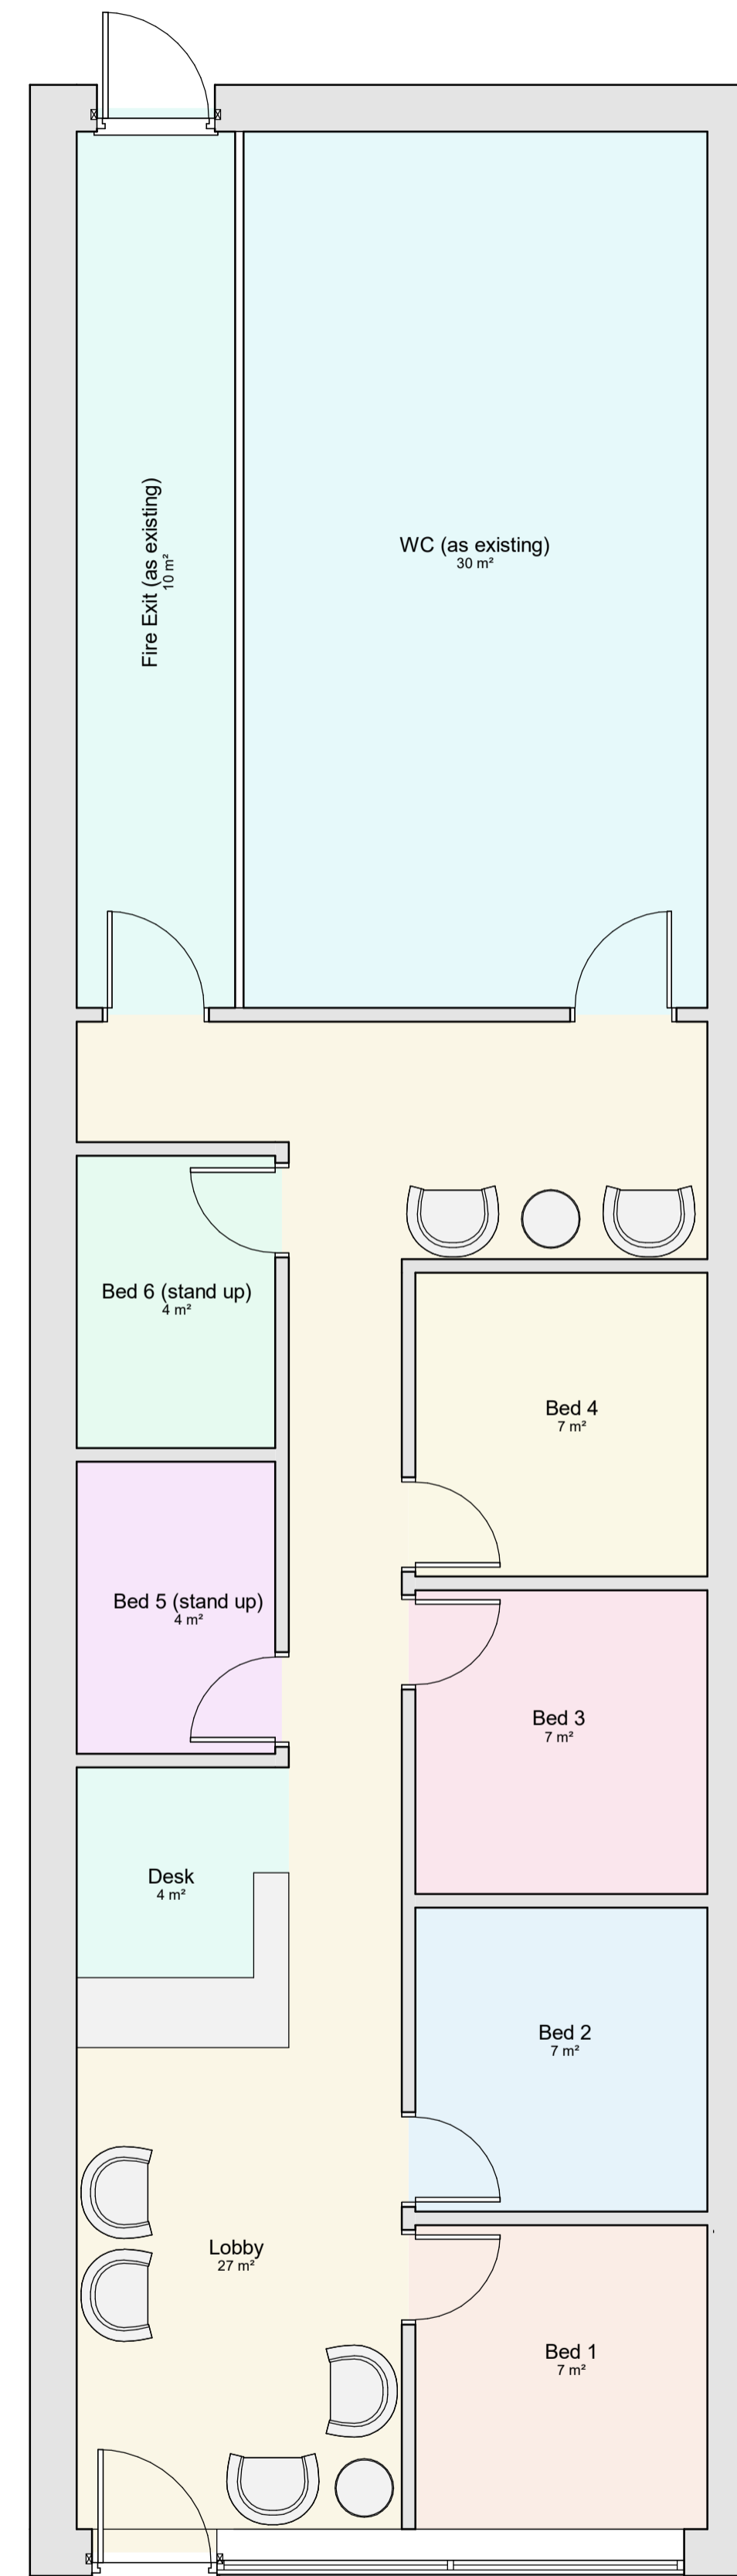 Fire Exit (as existing)
10 m²
WC (as existing)
30 m²
Bed 6 (stand up)
4 m²
Bed 4
7 m²
Bed 5 (stand up)
4 m²
Bed 3
7 m²
Desk
4 m²
Bed 2
7 m²
Lobby
27 m²
Bed 1
7 m²